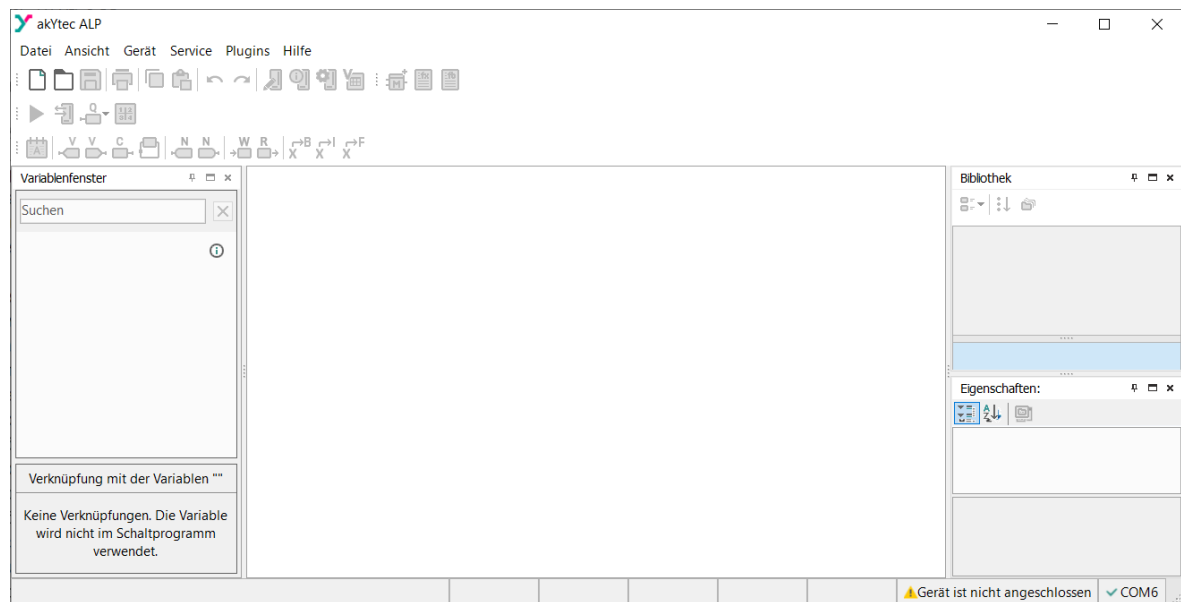 akYtec ALP
Datei Ansicht Gerät Service Plugins Hilfe
V V C N N W R B I F
Variablenfenster
Suchen
Verknüpfung mit der Variablen ""
Keine Verknüpfungen. Die Variable
wird nicht im Schaltprogramm
verwendet.
Bibliothek
Eigenschaften:
Gerät ist nicht angeschlossen
COM6